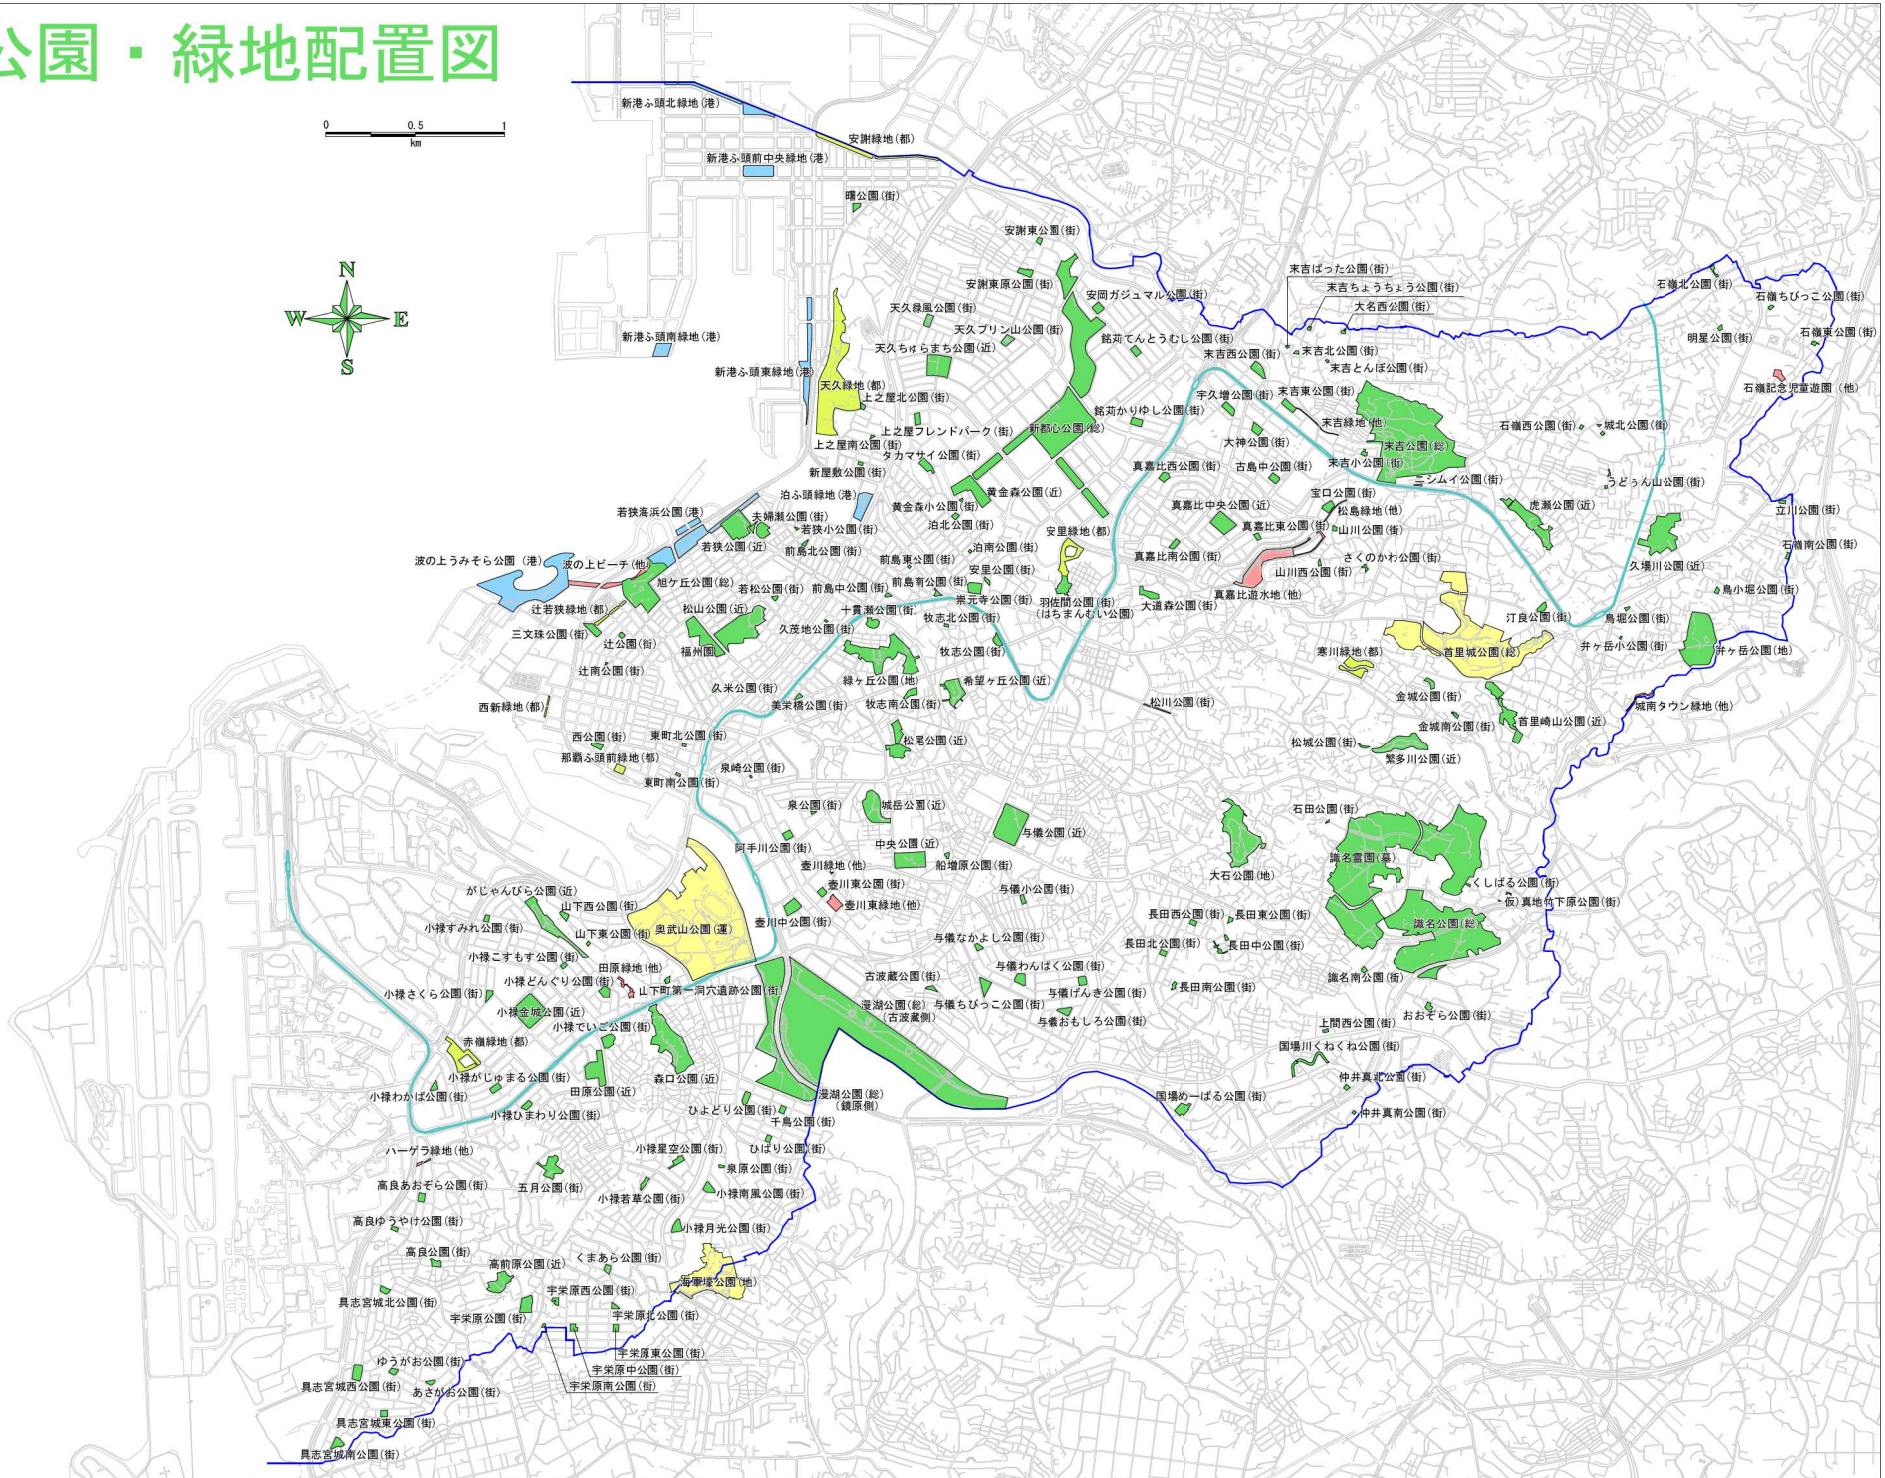 公園・緑地配置図
0
0.5
1
km
N
W
E
S
新港ふ頭北緑地(港)
安謝緑地(都)
新港ふ頭前中央緑地(港)
曙公園(街)
安謝東公園(街)
安謝東原公園(街)
安岡ガジュマル公園(街)
末吉ばった公園(街)
末吉ちょうちょう公園(街)
大名西公園(街)
石嶺北公園(街)
石嶺ちびっこ公園(街)
明星公園(街)
石嶺東公園(街)
石嶺記念児童遊園(他)
新港ふ頭南緑地(港)
天久緑風公園(街)
天久プリン山公園(街)
天久ちゅらまち公園(近)
銘苅てんとうむし公園(街)
末吉西公園(街)
末吉北公園(街)
末吉とんぼ公園(街)
新港ふ頭東緑地(港)
天久緑地(都)
上之屋北公園(街)
宇久増公園(街)
末吉東公園(街)
銘苅かりゆし公園(街)
新都心公園(総)
末吉緑地(他)
末吉公園(総)
石嶺西公園(街)
城北公園(街)
上之屋フレンドパーク(街)
上之屋南公園(街)
タカマサイ公園(街)
大神公園(街)
末吉小公園(街)
新屋敷公園(街)
真嘉比西公園(街)
古島中公園(街)
ニシムイ公園(街)
うどぅん山公園(街)
泊ふ頭緑地(港)
黄金森公園(近)
黄金森小公園(街)
真嘉比中央公園(近)
宝口公園(街)
松島緑地(他)
虎瀬公園(近)
立川公園(街)
若狭海浜公園(港)
夫婦瀬公園(街)
若狭小公園(街)
泊北公園(街)
安里緑地(都)
真嘉比東公園(街)
山川公園(街)
若狭公園(近)
前島北公園(街)
泊南公園(街)
真嘉比南公園(街)
さくのかわ公園(街)
石嶺南公園(街)
波の上うみそら公園(港)
波の上ビーチ(他)
前島東公園(街)
安里公園(街)
山川西公園(街)
久場川公園(近)
旭ケ丘公園(総)
若松公園(街)
前島中公園(街)
前島南公園(街)
崇元寺公園(街)
羽佐間公園(街)
(はちまんむい公園)
大道森公園(街)
真嘉比遊水地(他)
鳥小堀公園(街)
辻若狭緑地(都)
松山公園(近)
十貫瀬公園(街)
牧志北公園(街)
汀良公園(街)
鳥堀公園(街)
三文珠公園(街)
辻公園(街)
久茂地公園(街)
福州園
牧志公園(街)
寒川緑地(都)
首里城公園(総)
弁ヶ岳小公園(街)
弁ヶ岳公園(地)
辻南公園(街)
緑ヶ丘公園(地)
希望ヶ丘公園(近)
久米公園(街)
美栄橋公園(街)
牧志南公園(街)
松川公園(街)
金城公園(街)
城南タウン緑地(他)
西新緑地(都)
金城南公園(街)
首里崎山公園(近)
西公園(街)
東町北公園(街)
松尾公園(近)
松城公園(街)
繁多川公園(近)
那覇ふ頭前緑地(都)
東町南公園(街)
泉崎公園(街)
泉公園(街)
城岳公園(近)
与儀公園(近)
石田公園(街)
阿手川公園(街)
中央公園(近)
船増原公園(街)
識名霊園(墓)
壷川緑地(他)
大石公園(地)
がじゃんびら公園(近)
壷川東公園(街)
与儀小公園(街)
くしばる公園(街)
(仮)真地竹下原公園(街)
山下西公園(街)
壷川東緑地(他)
長田西公園(街)
長田東公園(街)
識名公園(総)
小禄すみれ公園(街)
山下東公園(街)
奥武山公園(運)
壷川中公園(街)
与儀なかよし公園(街)
長田北公園(街)
長田中公園(街)
小禄こすもす公園(街)
田原緑地(他)
小禄どんぐり公園(街)
山下町第一洞穴遺跡公園(街)
古波蔵公園(街)
与儀わんぱく公園(街)
識名南公園(街)
小禄さくら公園(街)
長田南公園(街)
与儀げんき公園(街)
与儀ちびっこ公園(街)
漫湖公園(総)
(古波蔵側)
小禄金城公園(近)
小禄でいご公園(街)
与儀おもしろ公園(街)
上間西公園(街)
おおぞら公園(街)
赤嶺緑地(都)
国場川くねくね公園(街)
小禄がじゅまる公園(街)
森口公園(近)
仲井真北公園(街)
小禄わかば公園(街)
田原公園(近)
漫湖公園(総)
(鏡原側)
国場めーばる公園(街)
小禄ひまわり公園(街)
ひよどり公園(街)
千鳥公園(街)
仲井真南公園(街)
ハーゲラ緑地(他)
小禄星空公園(街)
ひばり公園(街)
泉原公園(街)
高良あおぞら公園(街)
五月公園(街)
小禄若草公園(街)
小禄南風公園(街)
高良ゆうやけ公園(街)
小禄月光公園(街)
高良公園(街)
高前原公園(近)
くまあら公園(街)
海軍壕公園(地)
宇栄原西公園(街)
具志宮城北公園(街)
宇栄原公園(街)
宇栄原北公園(街)
宇栄原東公園(街)
ゆうがお公園(街)
宇栄原中公園(街)
具志宮城西公園(街)
あさがお公園(街)
宇栄原南公園(街)
具志宮城東公園(街)
具志宮城南公園(街)